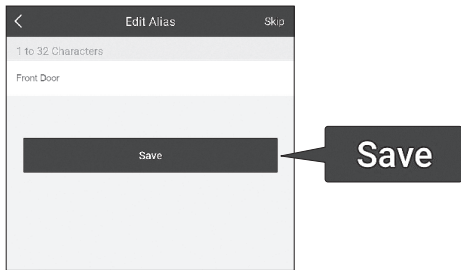 Edit Alias Skip
1 to 32 Characters
Front Door
Save
Save